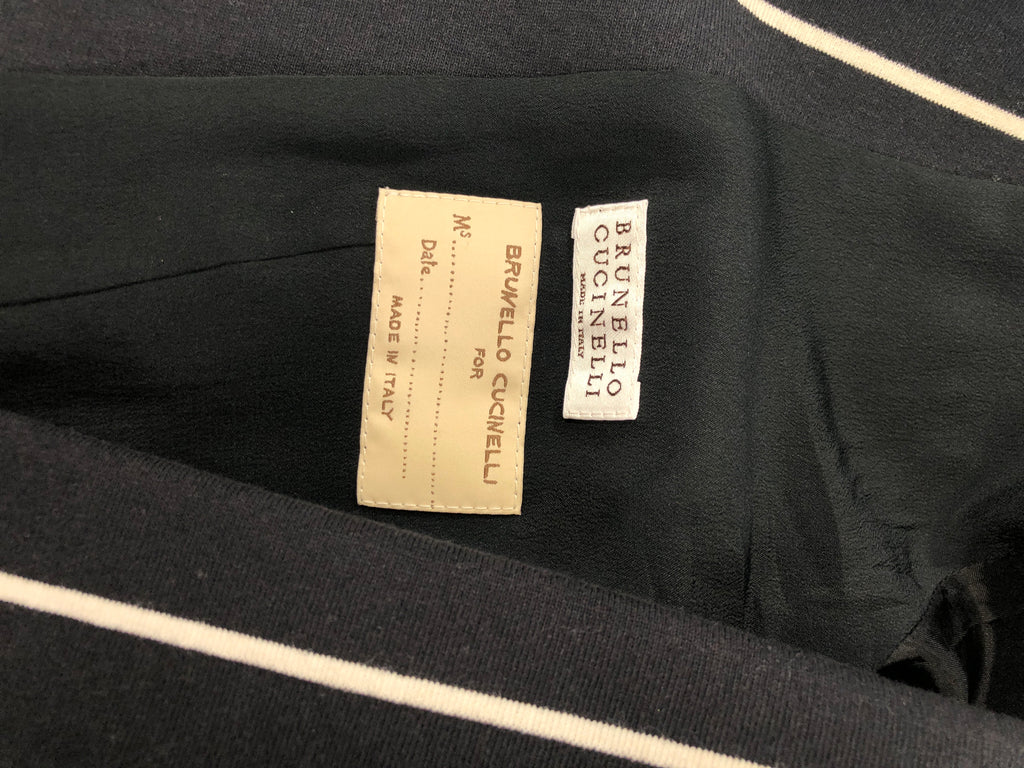 BRUNELLO CUCINELLI
FOR
Ms..............................
Date..............................
MADE IN ITALY
BRUNELLO
CUCINELLI
MADE IN ITALY